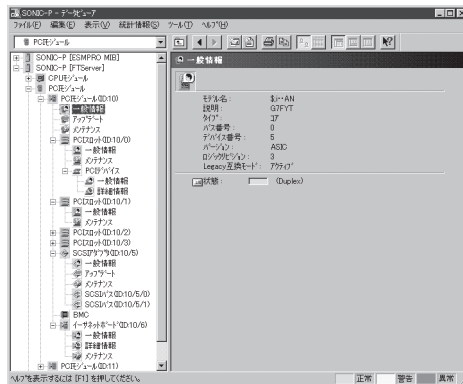 SONIC-P - データビューア
ファイル(F) 編集(E) 表示(V) 統計情報(S) ツール(T) ヘルプ(H)
PCIモジュール
SONIC-P [ESMPRO MIB]
SONIC-P [FTServer]
CPUモジュール
PCIモジュール
PCIモジュール(ID:10)
一般情報
アップデート
メンテナンス
PCIスロット(ID:10/0)
一般情報
メンテナンス
PCIデバイス
一般情報
詳細情報
PCIスロット(ID:10/1)
一般情報
メンテナンス
PCIスロット(ID:10/2)
PCIスロット(ID:10/3)
SCSIアダプタ(ID:10/5)
一般情報
アップデート
メンテナンス
SCSIバス(ID:10/5/0)
SCSIバス(ID:10/5/1)
BMC
イーサネットボード(ID:10/6)
一般情報
詳細情報
メンテナンス
PCIモジュール(ID:11)
一般情報
モデル名:
説明: G7FYT
タイプ: コア
バス番号: 0
デバイス番号: 5
バージョン: ASIC
ロジックリビジョン: 3
Legacy互換モード: アクティブ
状態: (Duplex)
ヘルプを表示するには [F1] を押してください。
正常 警告 異常